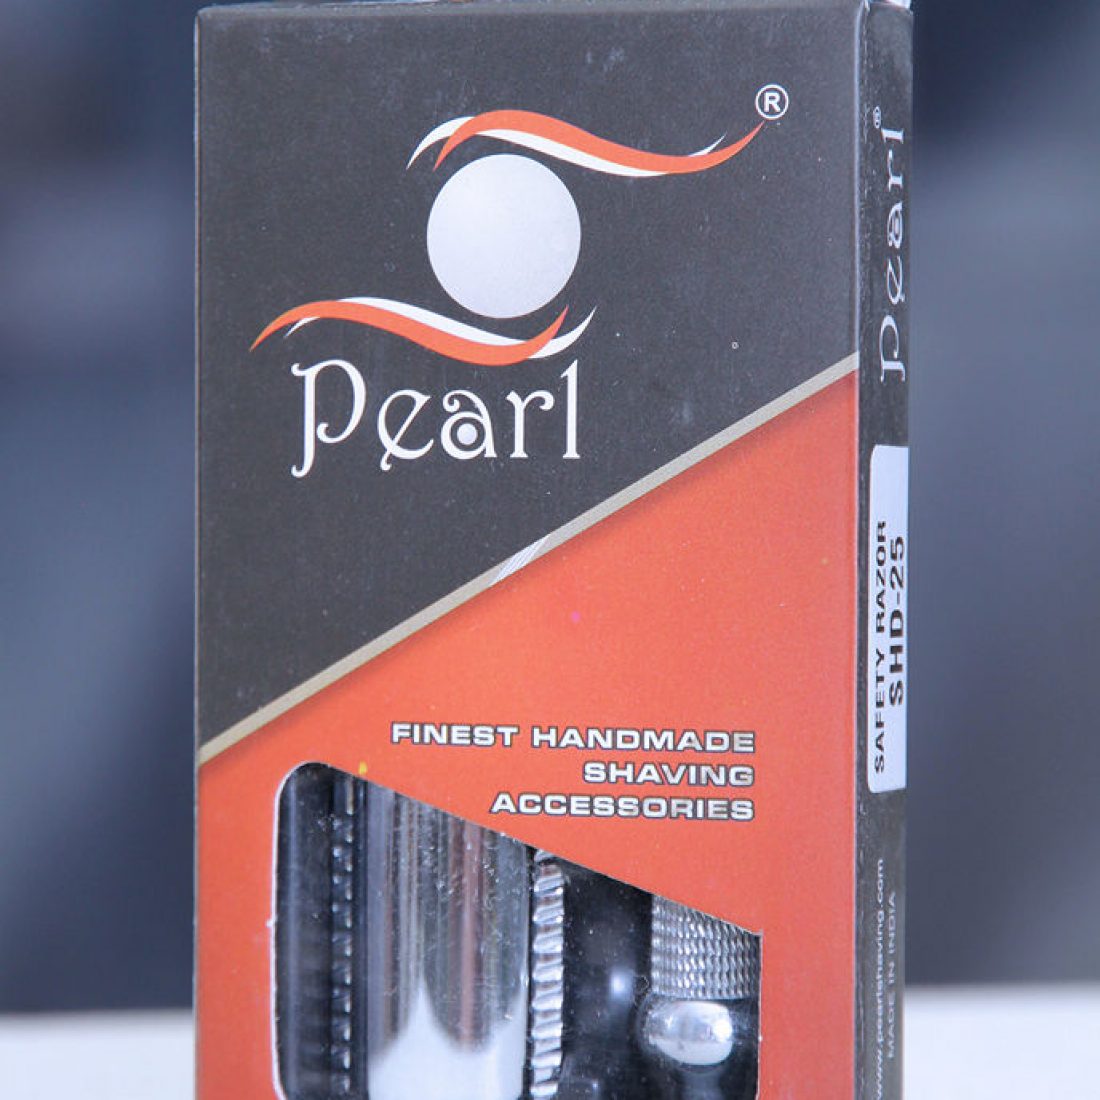 ®
Pearl
FINEST HANDMADE
SHAVING
ACCESSORIES
Pearl®
SAFETY RAZOR
SHD-25
www.pearlshaving.com
MADE IN INDIA